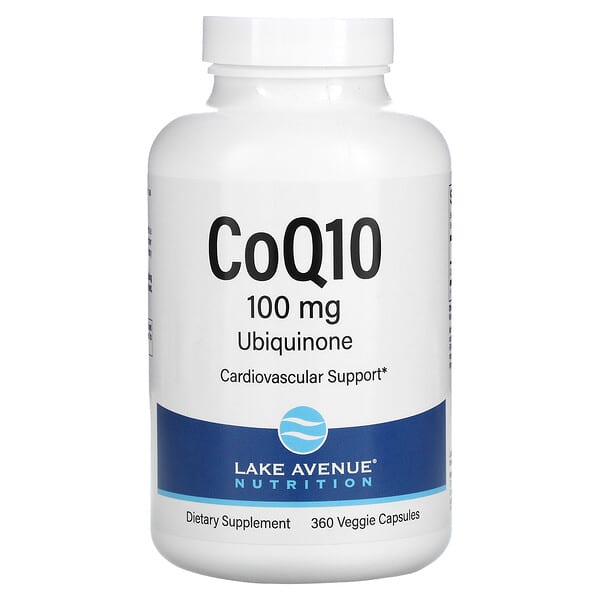 CoQ10
100 mg
Ubiquinone
Cardiovascular Support*
LAKE AVENUE®
NUTRITION
Dietary Supplement 360 Veggie Capsules